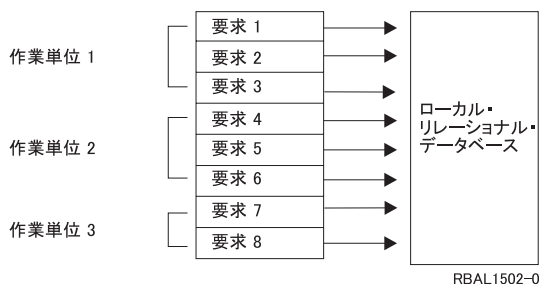 作業単位 1
要求 1
要求 2
要求 3
作業単位 2
要求 4
要求 5
要求 6
作業単位 3
要求 7
要求 8
ローカル・
リレーショナル・
データベース
RBAL1502-0